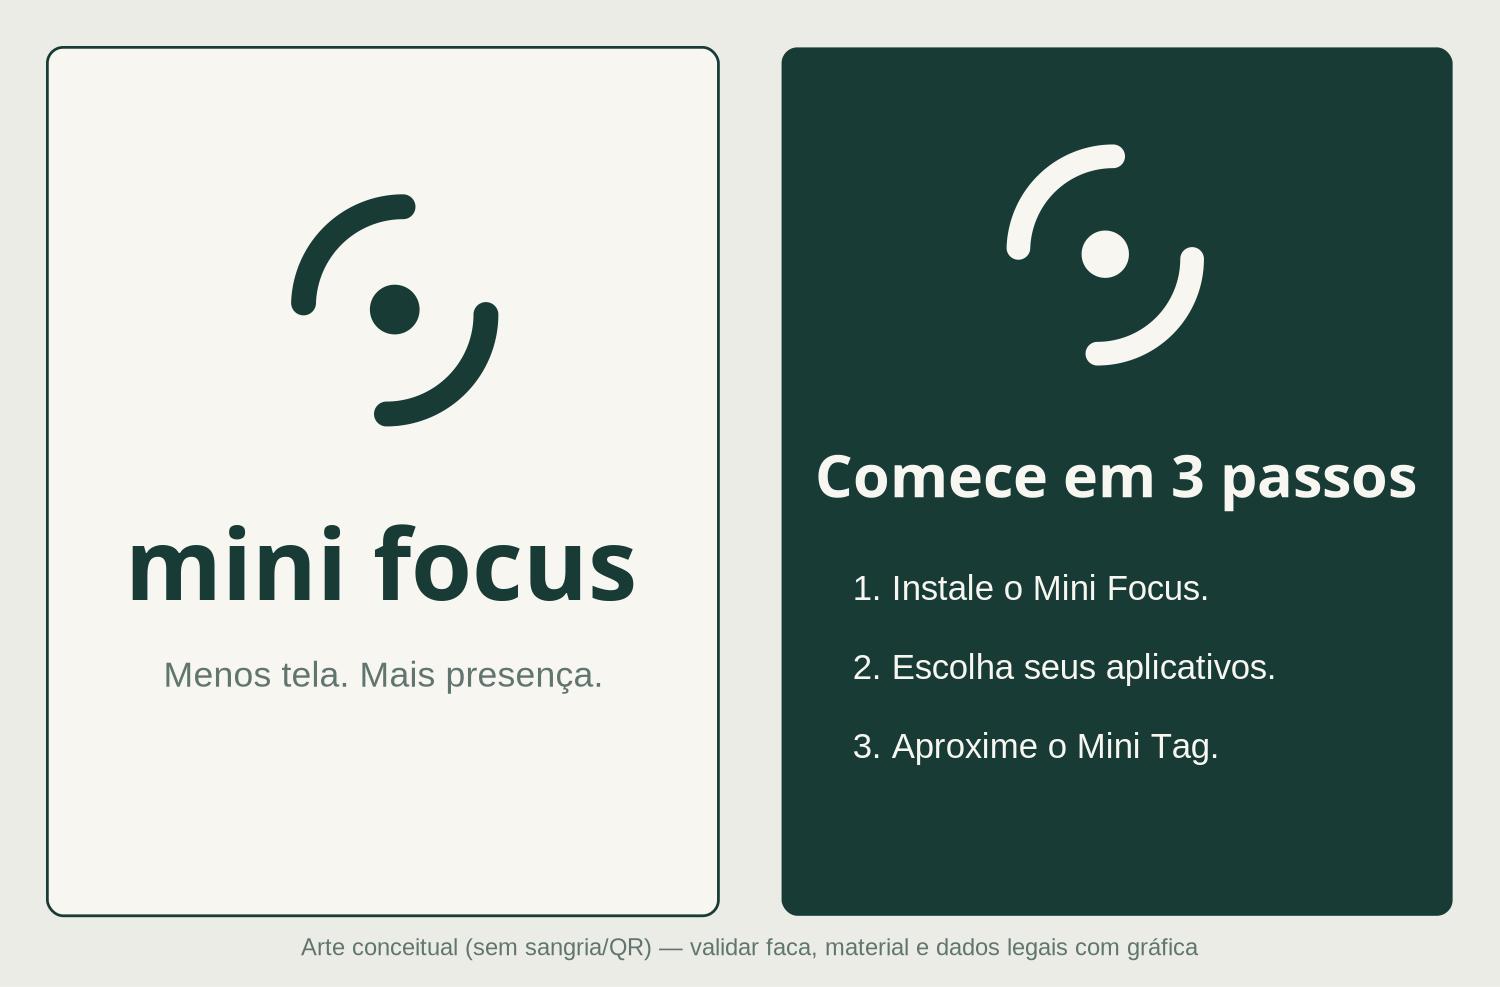 mini focus
Menos tela. Mais presença.
Comece em 3 passos
1. Instale o Mini Focus.
2. Escolha seus aplicativos.
3. Aproxime o Mini Tag.
Arte conceitual (sem sangria/QR) — validar faca, material e dados legais com gráfica